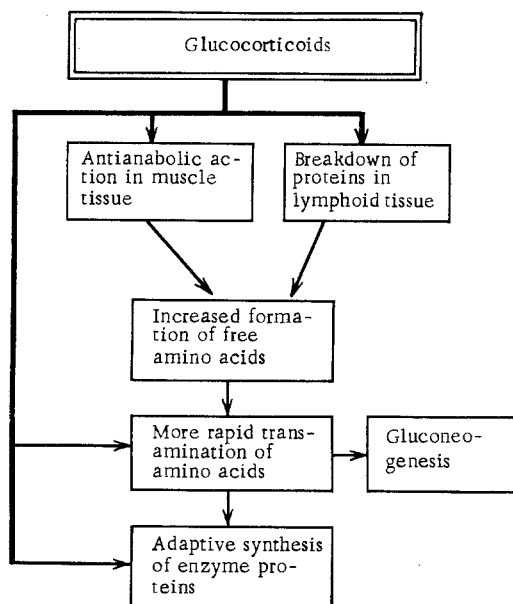 Glucocorticoids
Antianabolic ac-
tion in muscle
tissue
Breakdown of
proteins in
lymphoid tissue
Increased forma-
tion of free
amino acids
More rapid trans-
amination of
amino acids
Gluconeo-
genesis
Adaptive synthesis
of enzyme pro-
teins